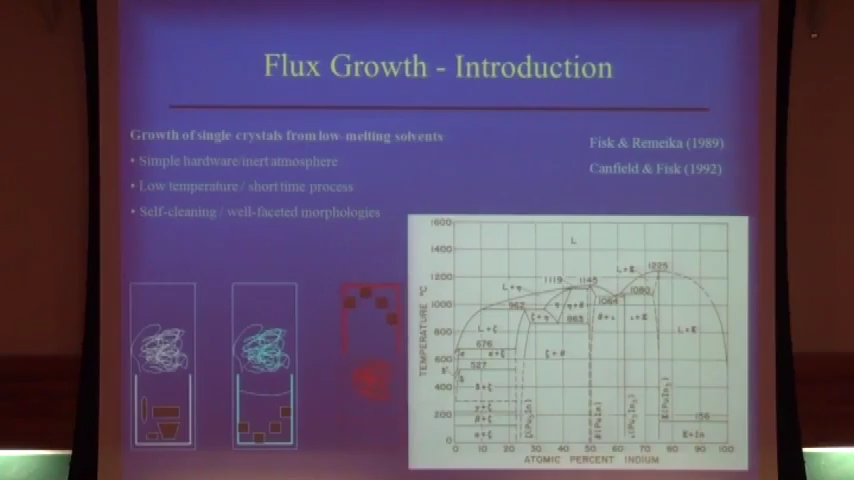 Flux Growth - Introduction
Growth of single crystals from low-melting solvents
• Simple hardware/inert atmosphere
• Low temperature / short time process
• Self-cleaning / well-faceted morphologies
Fisk & Remeika (1989)
Canfield & Fisk (1992)
TEMPERATURE °C
1600
1400
1200
1000
800
600
400
200
0
L
1225
1119
1145
1080
1064
962
863
676
527
156
0 10 20 30 40 50 60 70 80 90 100
ATOMIC PERCENT INDIUM